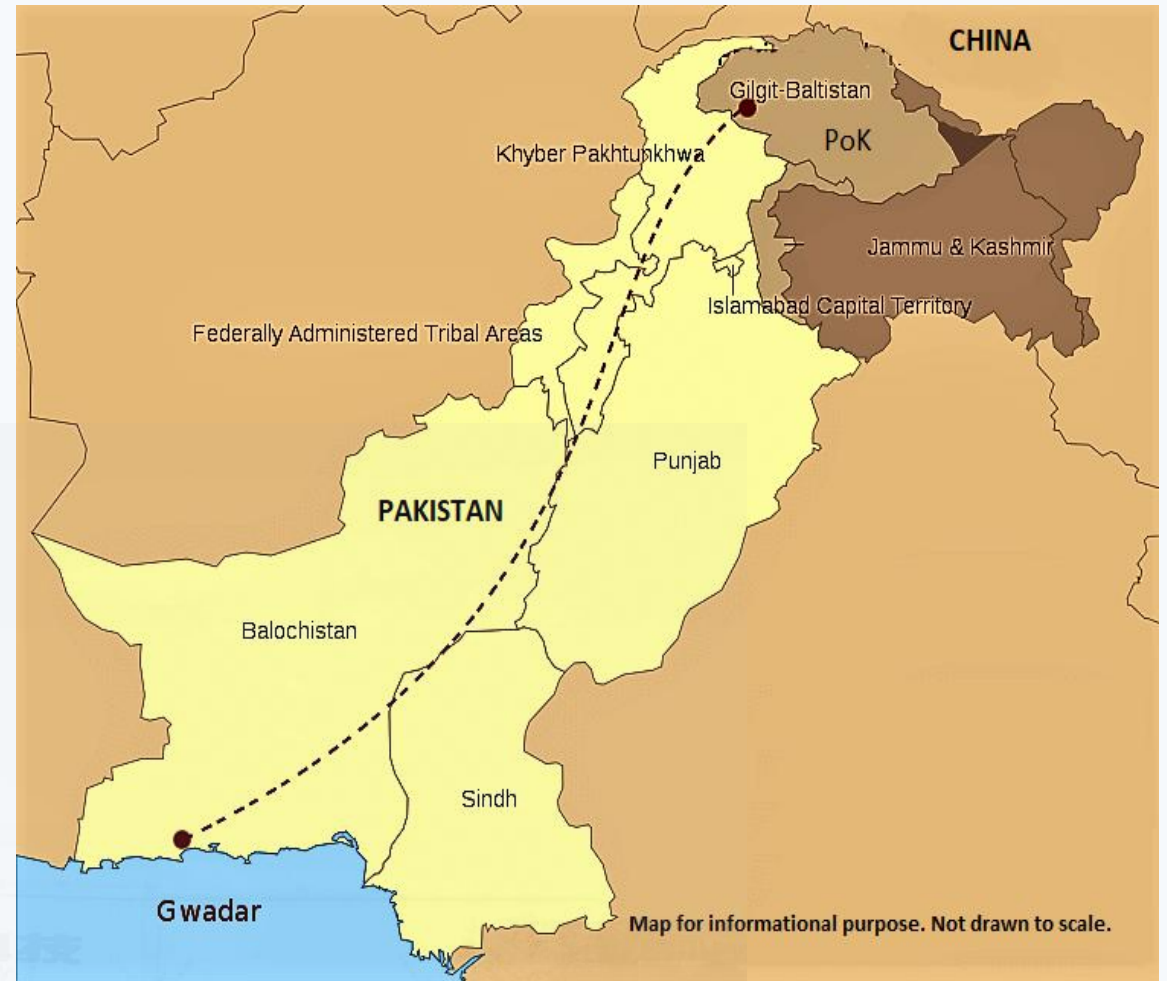 CHINA
Gilgit-Baltistan
PoK
Khyber Pakhtunkhwa
Jammu & Kashmir
Islamabad Capital Territory
Federally Administered Tribal Areas
Punjab
PAKISTAN
Balochistan
Sindh
Gwadar
Map for informational purpose. Not drawn to scale.